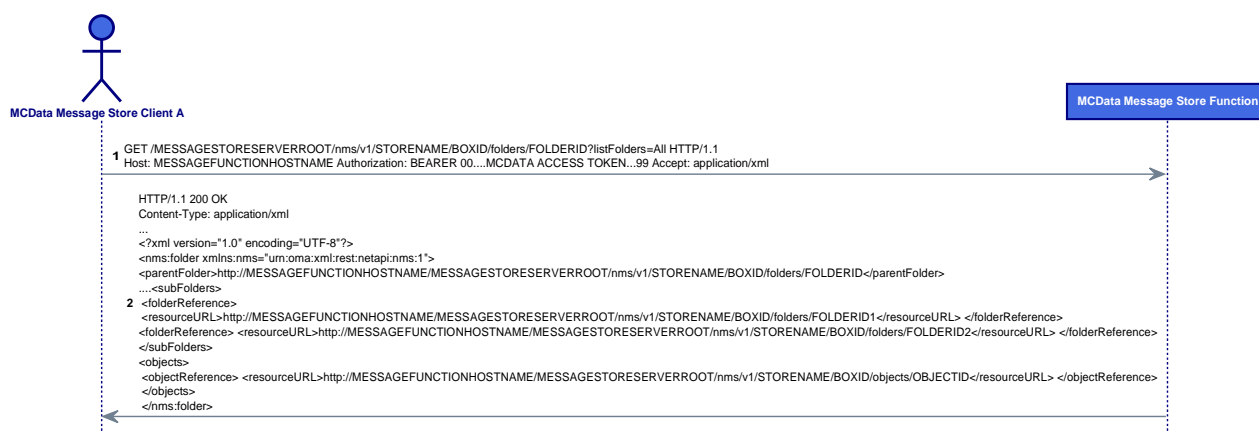 MCData Message Store Client A
MCData Message Store Function
1
GET /MESSAGESTORESERVERROOT/nms/v1/STORENAME/BOXID/folders/FOLDERID?listFolders=All HTTP/1.1
Host: MESSAGEFUNCTIONHOSTNAME Authorization: BEARER 00....MCDATA ACCESS TOKEN...99 Accept: application/xml
HTTP/1.1 200 OK
Content-Type: application/xml
...
<?xml version="1.0" encoding="UTF-8"?>
<nms:folder xmlns:nms="urn:oma:xml:rest:netapi:nms:1">
<parentFolder>http://MESSAGEFUNCTIONHOSTNAME/MESSAGESTORESERVERROOT/nms/v1/STORENAME/BOXID/folders/FOLDERID</parentFolder>
....<subFolders>
2 <folderReference>
<resourceURL>http://MESSAGEFUNCTIONHOSTNAME/MESSAGESTORESERVERROOT/nms/v1/STORENAME/BOXID/folders/FOLDERID1</resourceURL> </folderReference>
<folderReference> <resourceURL>http://MESSAGEFUNCTIONHOSTNAME/MESSAGESTORESERVERROOT/nms/v1/STORENAME/BOXID/folders/FOLDERID2</resourceURL> </folderReference>
</subFolders>
<objects>
<objectReference> <resourceURL>http://MESSAGEFUNCTIONHOSTNAME/MESSAGESTORESERVERROOT/nms/v1/STORENAME/BOXID/objects/OBJECTID</resourceURL> </objectReference>
</objects>
</nms:folder>